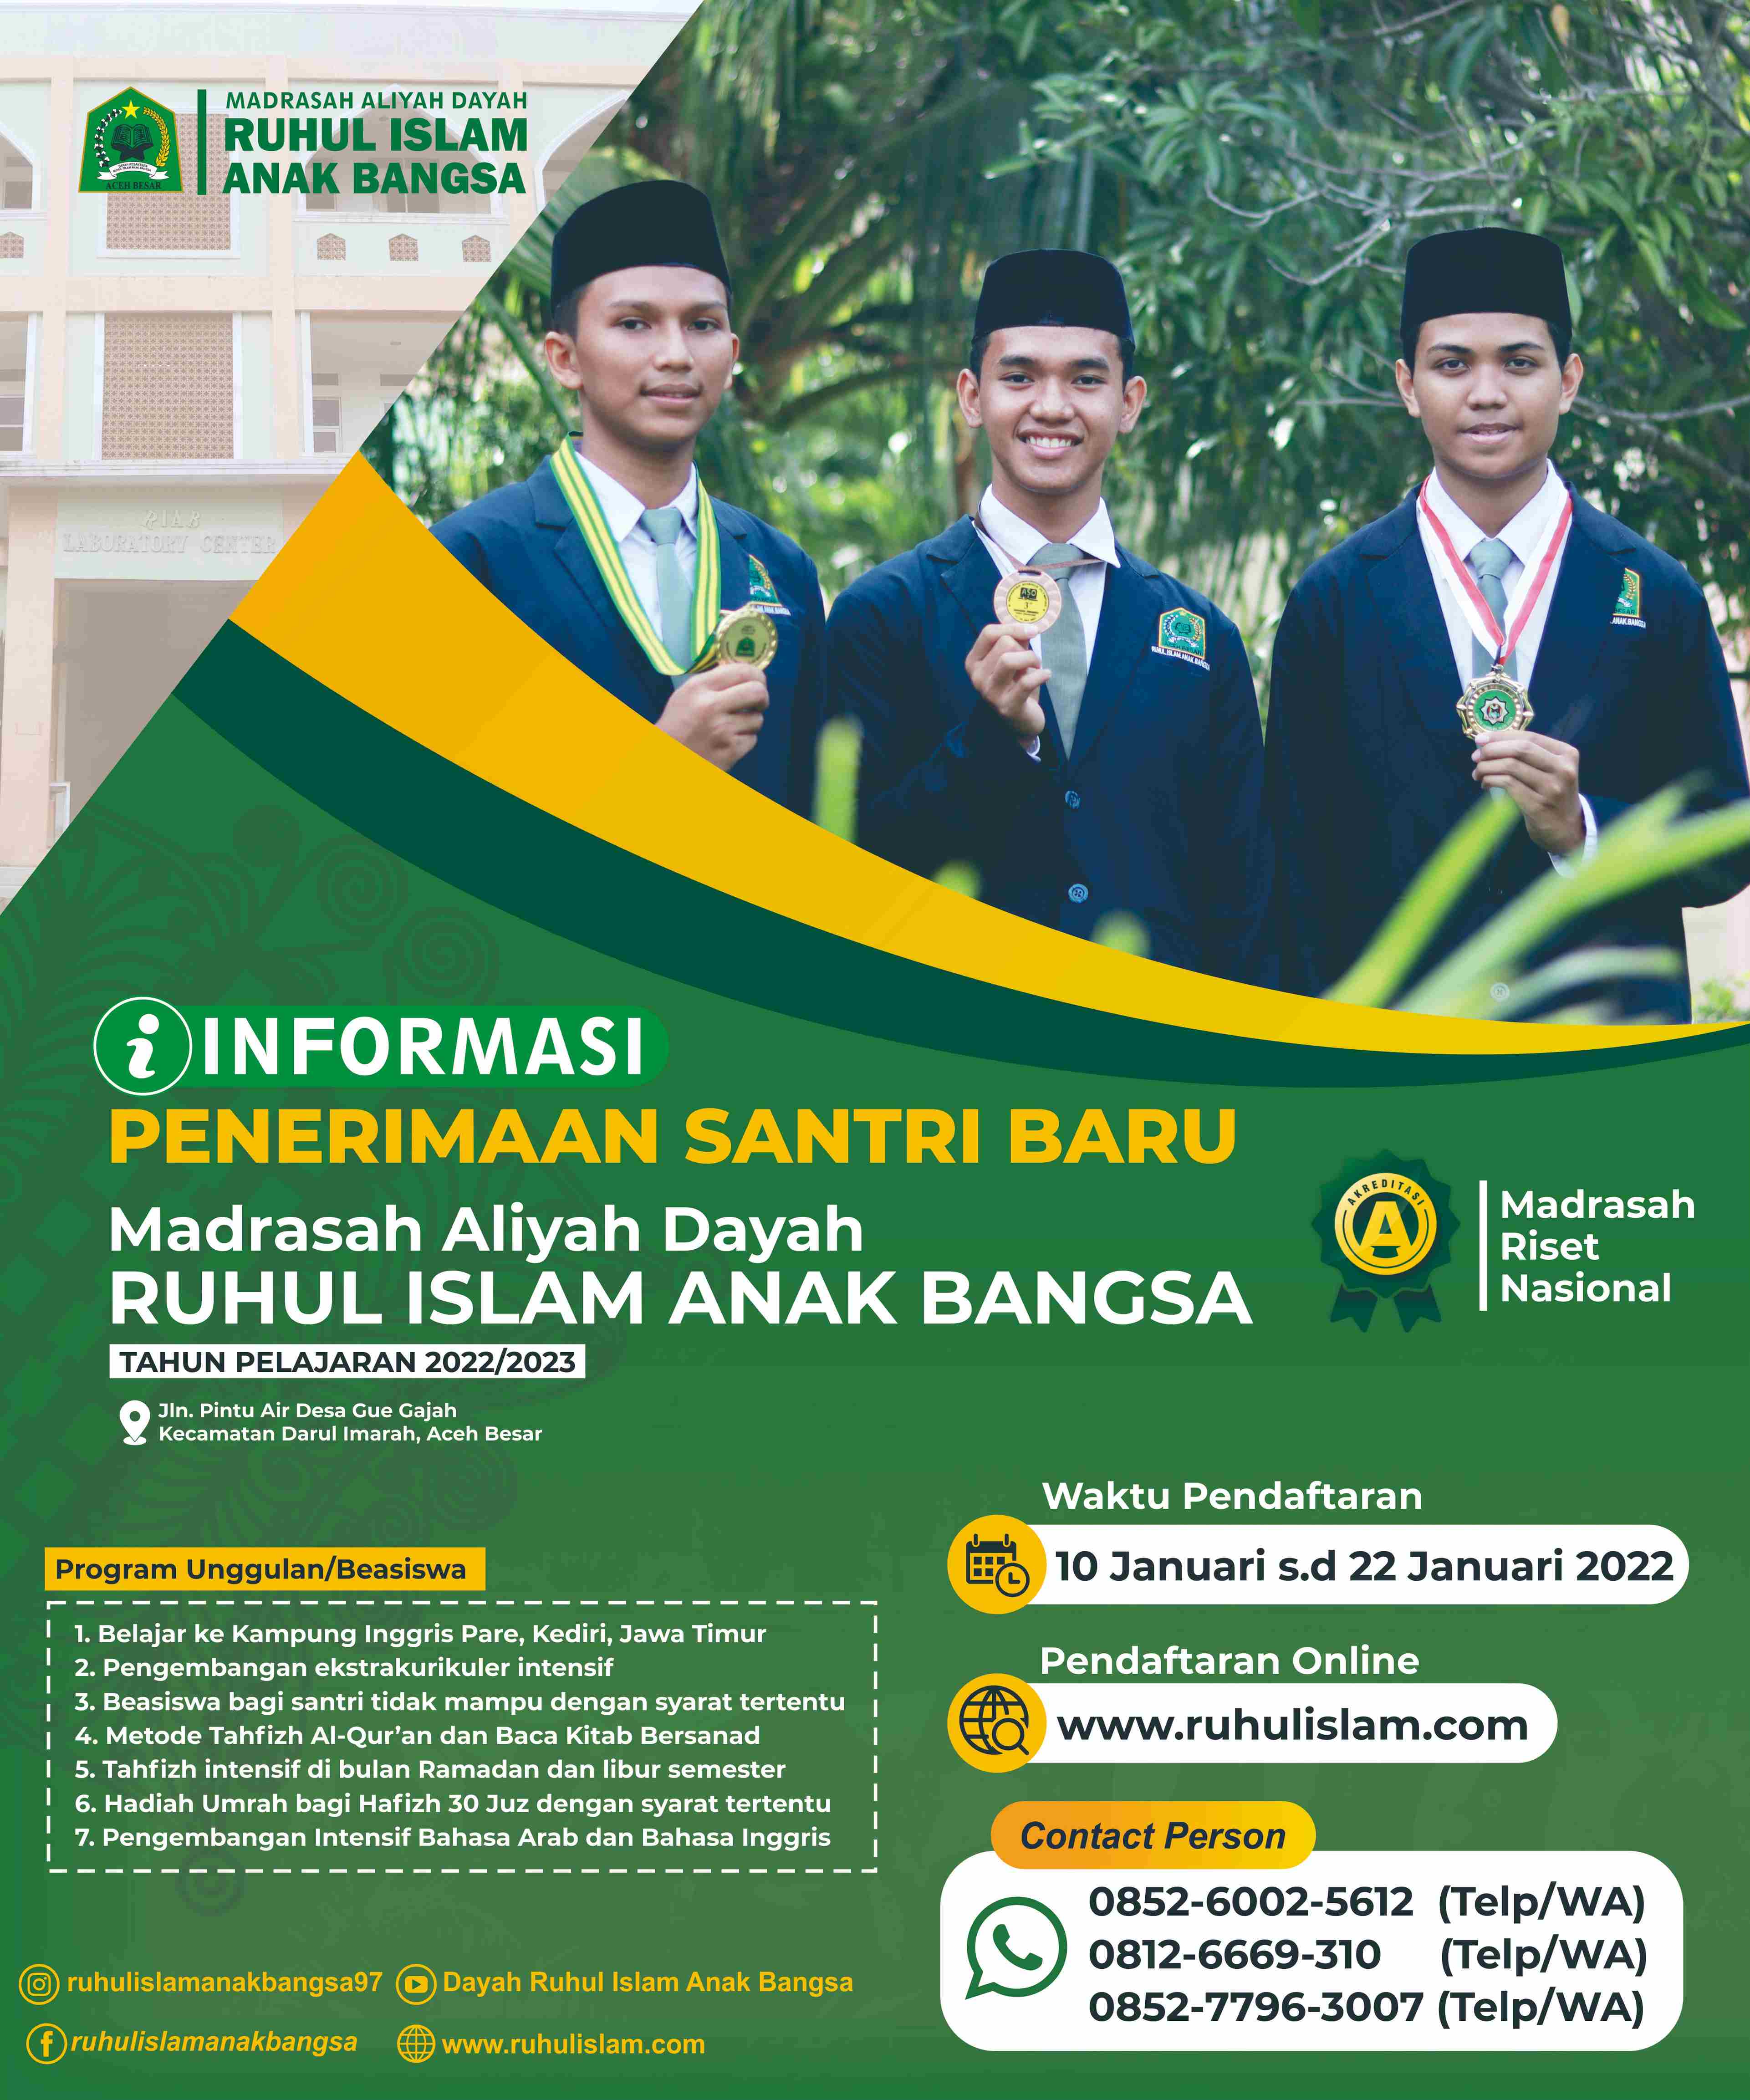 MADRASAH ALIYAH DAYAH
RUHUL ISLAM
ANAK BANGSA
ACEH BESAR
RIAB
LABORATORY CENTER
INFORMASI
PENERIMAAN SANTRI BARU
Madrasah Aliyah Dayah
RUHUL ISLAM ANAK BANGSA
TAHUN PELAJARAN 2022/2023
Jln. Pintu Air Desa Gue Gajah
Kecamatan Darul Imarah, Aceh Besar
AKREDITASI
A
Madrasah
Riset
Nasional
Program Unggulan/Beasiswa
1. Belajar ke Kampung Inggris Pare, Kediri, Jawa Timur
2. Pengembangan ekstrakurikuler intensif
3. Beasiswa bagi santri tidak mampu dengan syarat tertentu
4. Metode Tahfizh Al-Qur’an dan Baca Kitab Bersanad
5. Tahfizh intensif di bulan Ramadan dan libur semester
6. Hadiah Umrah bagi Hafizh 30 Juz dengan syarat tertentu
7. Pengembangan Intensif Bahasa Arab dan Bahasa Inggris
Waktu Pendaftaran
10 Januari s.d 22 Januari 2022
Pendaftaran Online
www.ruhulislam.com
Contact Person
0852-6002-5612 (Telp/WA)
0812-6669-310 (Telp/WA)
0852-7796-3007 (Telp/WA)
ruhulislamanakbangsa97
Dayah Ruhul Islam Anak Bangsa
ruhulislamanakbangsa
www.ruhulislam.com